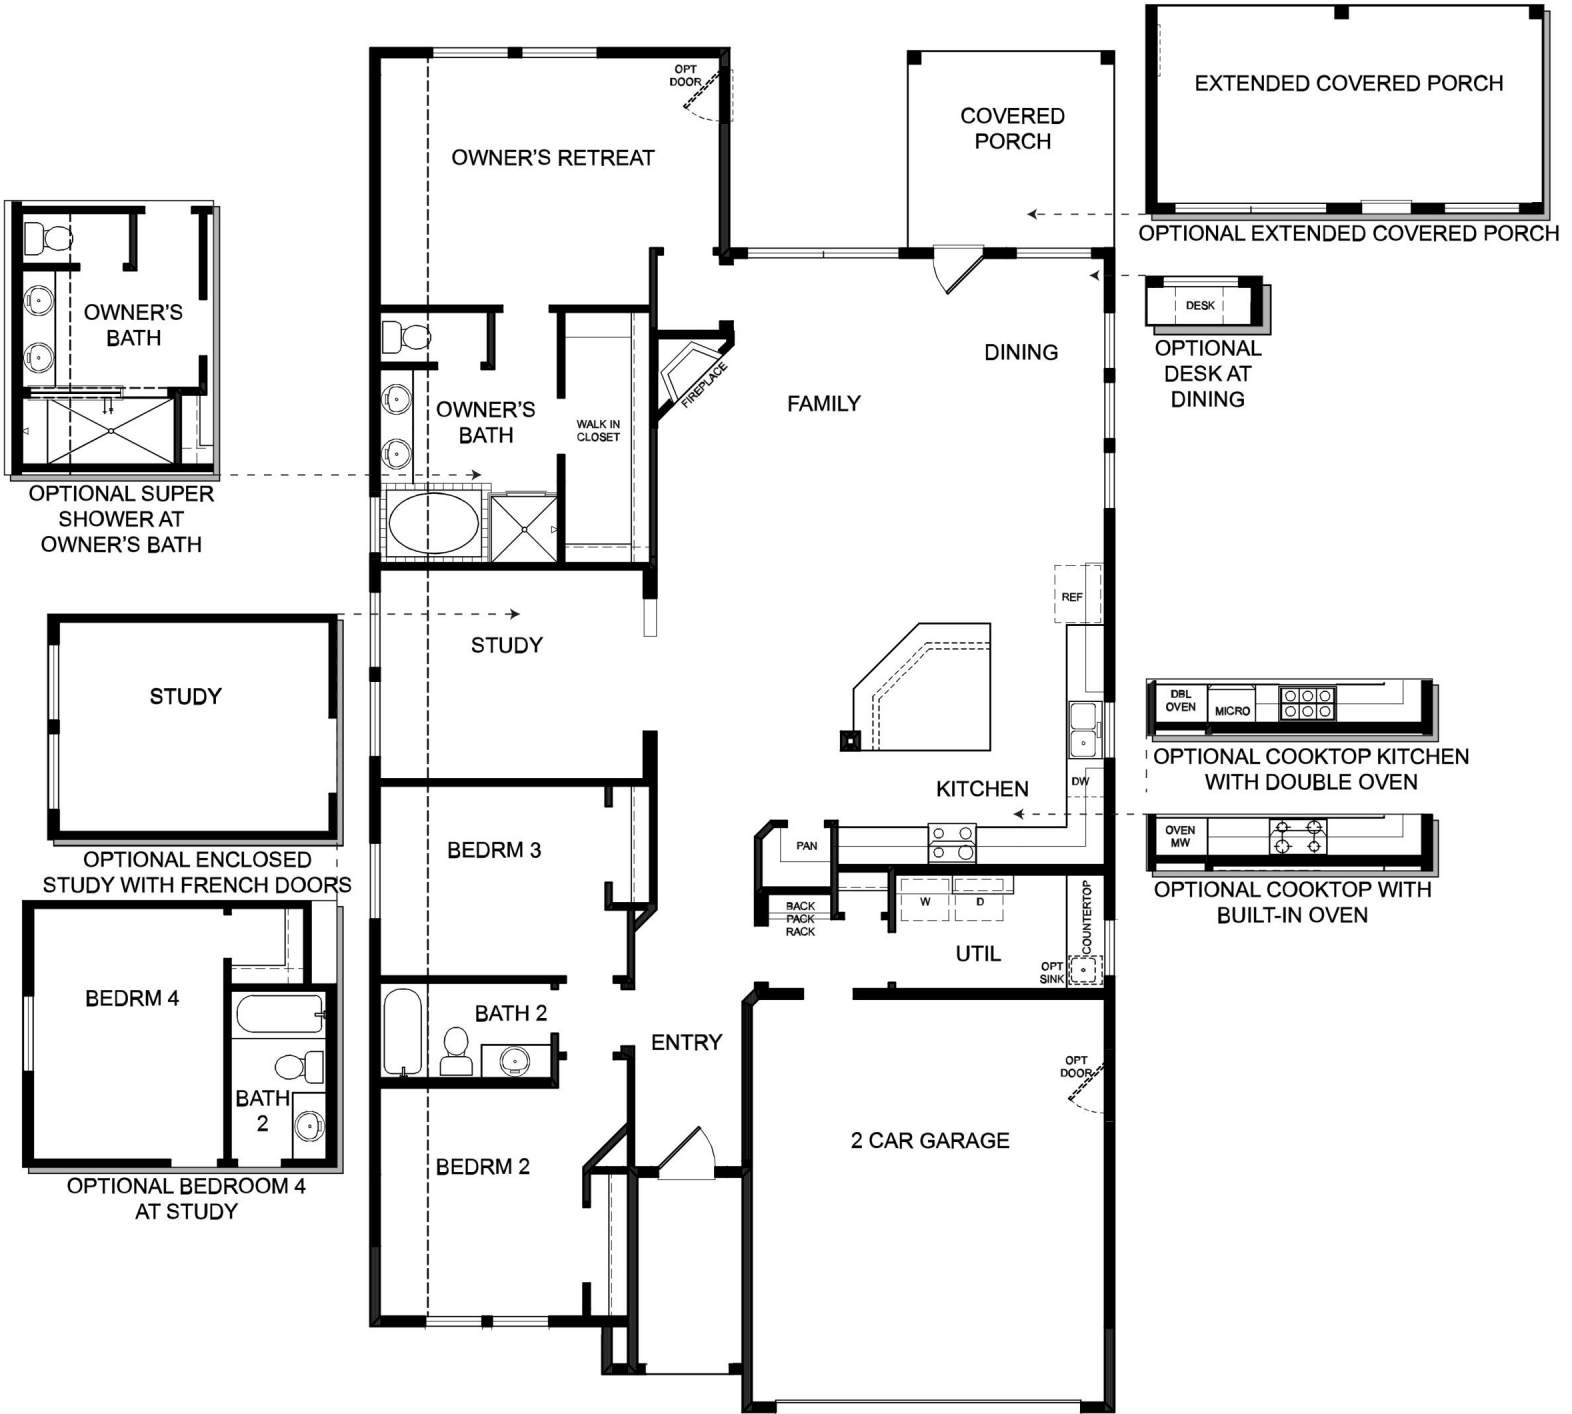 OPT
DOOR
OWNER'S RETREAT
COVERED
PORCH
EXTENDED COVERED PORCH
OPTIONAL EXTENDED COVERED PORCH
DESK
OPTIONAL
DESK AT
DINING
OWNER'S
BATH
OPTIONAL SUPER
SHOWER AT
OWNER'S BATH
OWNER'S
BATH
WALK IN
CLOSET
FIREPLACE
FAMILY
DINING
REF
STUDY
STUDY
OPTIONAL ENCLOSED
STUDY WITH FRENCH DOORS
KITCHEN
DW
PAN
DBL
OVEN
MICRO
OPTIONAL COOKTOP KITCHEN
WITH DOUBLE OVEN
OVEN
MW
OPTIONAL COOKTOP WITH
BUILT-IN OVEN
BEDRM 3
BACK
PACK
RACK
W
D
COUNTERTOP
UTIL
OPT
SINK
BEDRM 4
BATH
2
OPTIONAL BEDROOM 4
AT STUDY
BATH 2
ENTRY
OPT
DOOR
2 CAR GARAGE
BEDRM 2